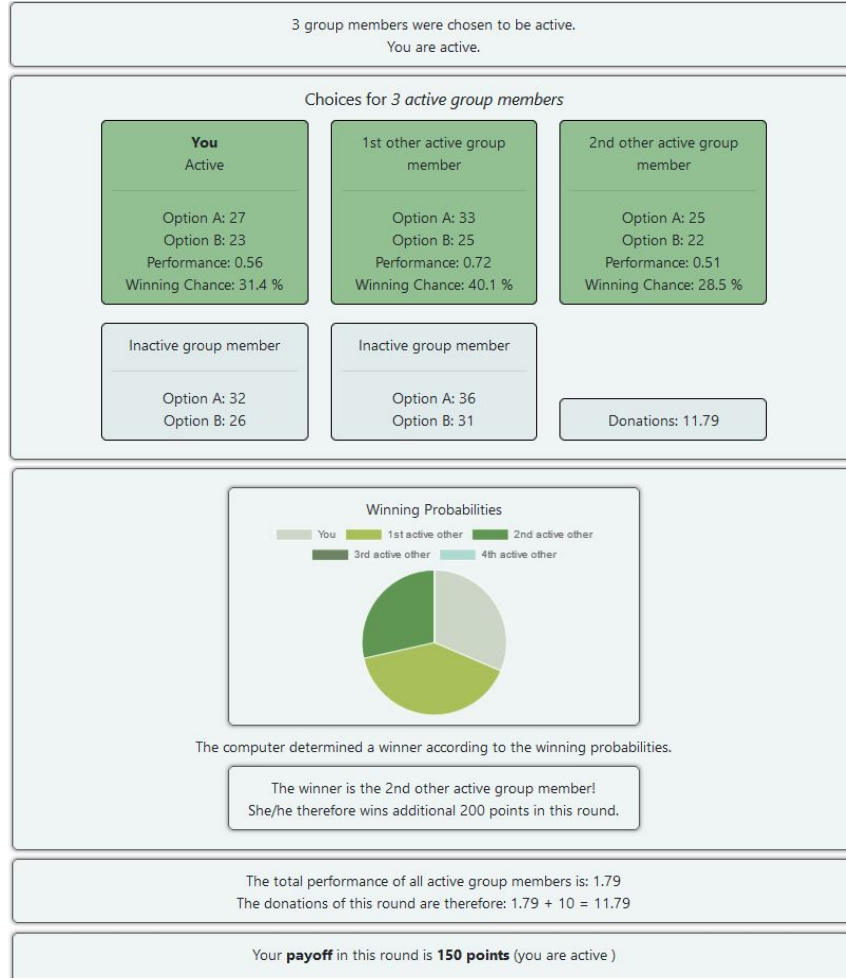 3 group members were chosen to be active.
You are active.
Choices for 3 active group members
You
Active
Option A: 27
Option B: 23
Performance: 0.56
Winning Chance: 31.4 %
1st other active group
member
Option A: 33
Option B: 25
Performance: 0.72
Winning Chance: 40.1 %
2nd other active group
member
Option A: 25
Option B: 22
Performance: 0.51
Winning Chance: 28.5 %
Inactive group member
Option A: 32
Option B: 26
Inactive group member
Option A: 36
Option B: 31
Donations: 11.79
Winning Probabilities
You
1st active other
2nd active other
3rd active other
4th active other
The computer determined a winner according to the winning probabilities.
The winner is the 2nd other active group member!
She/he therefore wins additional 200 points in this round.
The total performance of all active group members is: 1.79
The donations of this round are therefore: 1.79 + 10 = 11.79
Your payoff in this round is 150 points (you are active )